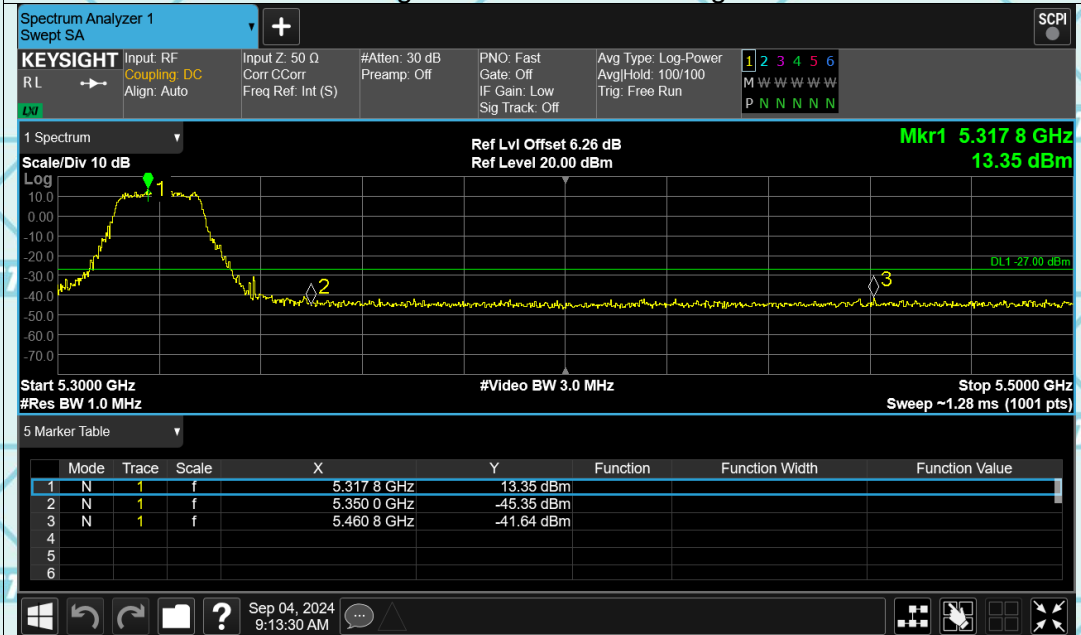 Spectrum Analyzer 1
Swept SA
+
SCPI
KEYSIGHT
R L
LXI
Input: RF
Coupling: DC
Align: Auto
Input Z: 50 Ω
Corr CCorr
Freq Ref: Int (S)
#Atten: 30 dB
Preamp: Off
PNO: Fast
Gate: Off
IF Gain: Low
Sig Track: Off
Avg Type: Log-Power
Avg|Hold: 100/100
Trig: Free Run
1 2 3 4 5 6
M W W W W W
P N N N N N
1 Spectrum
Scale/Div 10 dB
Ref Lvl Offset 6.26 dB
Ref Level 20.00 dBm
Mkr1 5.317 8 GHz
13.35 dBm
Log
1
10.0
0.00
-10.0
-20.0
DL1 -27.00 dBm
-30.0
2
3
-40.0
-50.0
-60.0
-70.0
Start 5.3000 GHz
#Video BW 3.0 MHz
Stop 5.5000 GHz
#Res BW 1.0 MHz
Sweep ~1.28 ms (1001 pts)
5 Marker Table
Mode Trace Scale X Y Function Function Width Function Value
1 N 1 f 5.317 8 GHz 13.35 dBm
2 N 1 f 5.350 0 GHz -45.35 dBm
3 N 1 f 5.460 8 GHz -41.64 dBm
4
5
6
?
Sep 04, 2024
9:13:30 AM